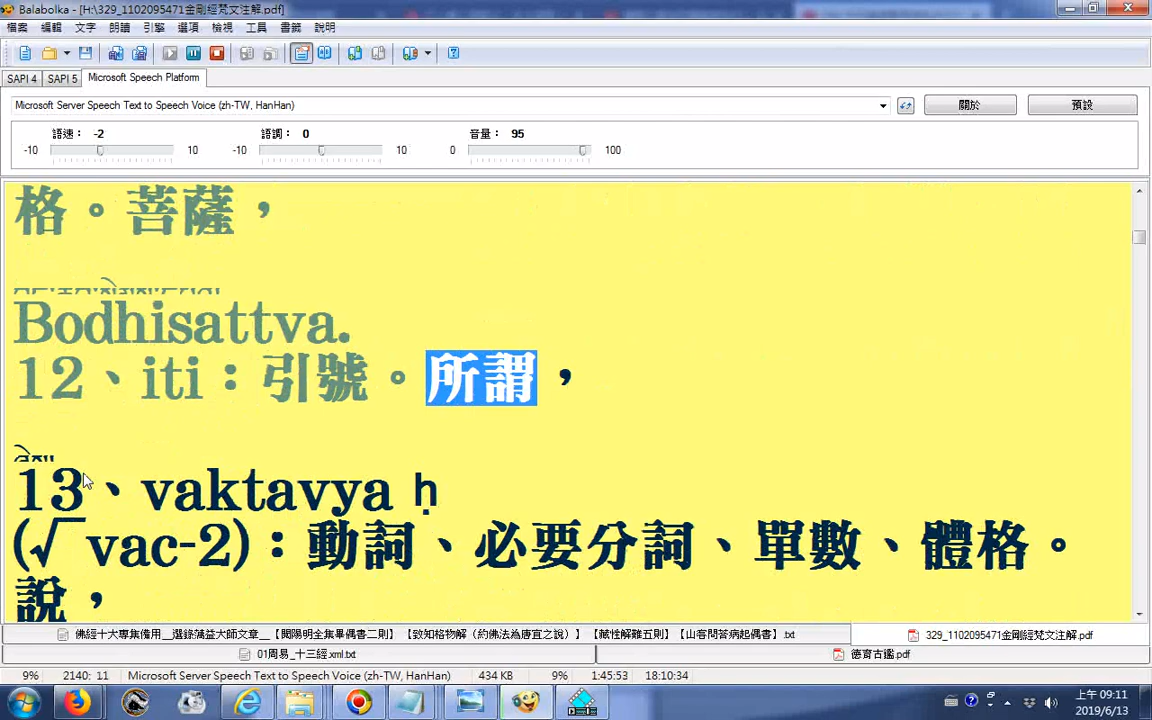 Balabolka - [H:\329_1102095471金剛經梵文注解.pdf]
檔案 編輯 文字 朗讀 引擎 選項 檢視 工具 書籤 說明
SAPI 4 SAPI 5 Microsoft Speech Platform
Microsoft Server Speech Text to Speech Voice (zh-TW, HanHan) 關於 預設
語速： -2 語調： 0 音量： 95
-10 10 -10 10 0 100
格。菩薩，
Bodhisattva.
12、iti：引號。所謂，
13、vaktavya ḥ
(√ vac-2)：動詞、必要分詞、單數、體格。
說，
佛經十大專集備用__選錄蕅益大師文章__【閱陽明全集畢偶書二則】【致知格物解（約佛法為唐宜之說）】【藏性解難五則】【山客問答病起偶書】.txt 329_1102095471金剛經梵文注解.pdf
01周易_十三經.xml.txt 德育古鑑.pdf
9% 2140: 11 Microsoft Server Speech Text to Speech Voice (zh-TW, HanHan) 434 KB 9% 1:45:53 18:10:34
上午 09:11
2019/6/13